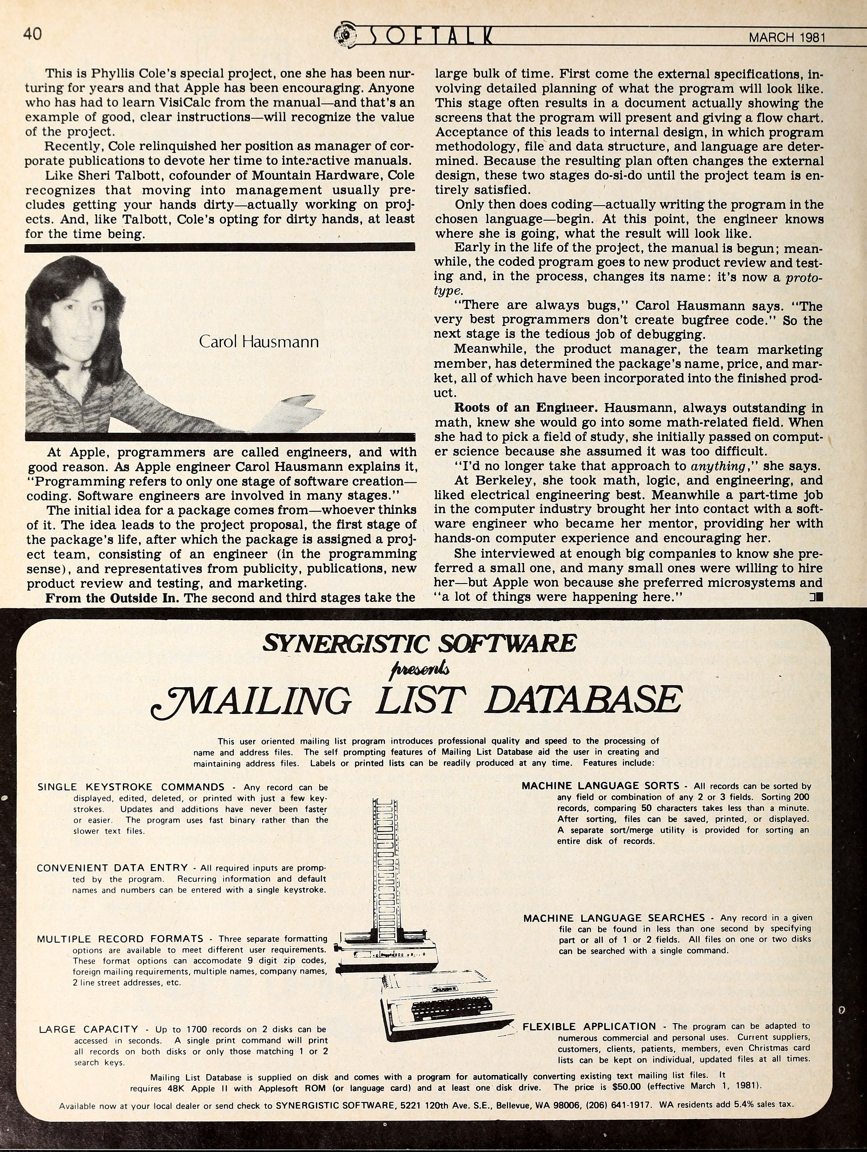 40
SOFTALK
MARCH 1981
This is Phyllis Cole's special project, one she has been nur-
turing for years and that Apple has been encouraging. Anyone
who has had to learn VisiCalc from the manual—and that's an
example of good, clear instructions—will recognize the value
of the project.
Recently, Cole relinquished her position as manager of cor-
porate publications to devote her time to interactive manuals.
Like Sheri Talbott, cofounder of Mountain Hardware, Cole
recognizes that moving into management usually pre-
cludes getting your hands dirty—actually working on proj-
ects. And, like Talbott, Cole's opting for dirty hands, at least
for the time being.
Carol Hausmann
At Apple, programmers are called engineers, and with
good reason. As Apple engineer Carol Hausmann explains it,
"Programming refers to only one stage of software creation—
coding. Software engineers are involved in many stages."
The initial idea for a package comes from—whoever thinks
of it. The idea leads to the project proposal, the first stage of
the package's life, after which the package is assigned a proj-
ect team, consisting of an engineer (in the programming
sense), and representatives from publicity, publications, new
product review and testing, and marketing.
From the Outside In. The second and third stages take the
large bulk of time. First come the external specifications, in-
volving detailed planning of what the program will look like.
This stage often results in a document actually showing the
screens that the program will present and giving a flow chart.
Acceptance of this leads to internal design, in which program
methodology, file and data structure, and language are deter-
mined. Because the resulting plan often changes the external
design, these two stages do-si-do until the project team is en-
tirely satisfied.
Only then does coding—actually writing the program in the
chosen language—begin. At this point, the engineer knows
where she is going, what the result will look like.
Early in the life of the project, the manual is begun; mean-
while, the coded program goes to new product review and test-
ing and, in the process, changes its name: it's now a proto-
type.
"There are always bugs," Carol Hausmann says. "The
very best programmers don't create bugfree code." So the
next stage is the tedious job of debugging.
Meanwhile, the product manager, the team marketing
member, has determined the package's name, price, and mar-
ket, all of which have been incorporated into the finished prod-
uct.
Roots of an Engineer. Hausmann, always outstanding in
math, knew she would go into some math-related field. When
she had to pick a field of study, she initially passed on comput-
er science because she assumed it was too difficult.
"I'd no longer take that approach to anything," she says.
At Berkeley, she took math, logic, and engineering, and
liked electrical engineering best. Meanwhile a part-time job
in the computer industry brought her into contact with a soft-
ware engineer who became her mentor, providing her with
hands-on computer experience and encouraging her.
She interviewed at enough big companies to know she pre-
ferred a small one, and many small ones were willing to hire
her—but Apple won because she preferred microsystems and
"a lot of things were happening here."
SYNERGISTIC SOFTWARE
presents
MAILING LIST DATABASE
This user oriented mailing list program introduces professional quality and speed to the processing of
name and address files. The self prompting features of Mailing List Database aid the user in creating and
maintaining address files. Labels or printed lists can be readily produced at any time. Features include:
SINGLE KEYSTROKE COMMANDS - Any record can be
displayed, edited, deleted, or printed with just a few key-
strokes. Updates and additions have never been faster
or easier. The program uses fast binary rather than the
slower text files.
CONVENIENT DATA ENTRY - All required inputs are promp-
ted by the program. Recurring information and default
names and numbers can be entered with a single keystroke.
MULTIPLE RECORD FORMATS - Three separate formatting
options are available to meet different user requirements.
These format options can accomodate 9 digit zip codes,
foreign mailing requirements, multiple names, company names,
2 line street addresses, etc.
LARGE CAPACITY - Up to 1700 records on 2 disks can be
accessed in seconds. A single print command will print
all records on both disks or only those matching 1 or 2
search keys.
MACHINE LANGUAGE SORTS - All records can be sorted by
any field or combination of any 2 or 3 fields. Sorting 200
records, comparing 50 characters takes less than a minute.
After sorting, files can be saved, printed, or displayed.
A separate sort/merge utility is provided for sorting an
entire disk of records.
MACHINE LANGUAGE SEARCHES - Any record in a given
file can be found in less than one second by specifying
part or all of 1 or 2 fields. All files on one or two disks
can be searched with a single command.
FLEXIBLE APPLICATION - The program can be adapted to
numerous commercial and personal uses. Current suppliers,
customers, clients, patients, members, even Christmas card
lists can be kept on individual, updated files at all times.
Mailing List Database is supplied on disk and comes with a program for automatically converting existing text mailing list files. It
requires 48K Apple II with Applesoft ROM (or language card) and at least one disk drive. The price is $50.00 (effective March 1, 1981).
Available now at your local dealer or send check to SYNERGISTIC SOFTWARE, 5221 120th Ave. S.E., Bellevue, WA 98006, (206) 641-1917. WA residents add 5.4% sales tax.